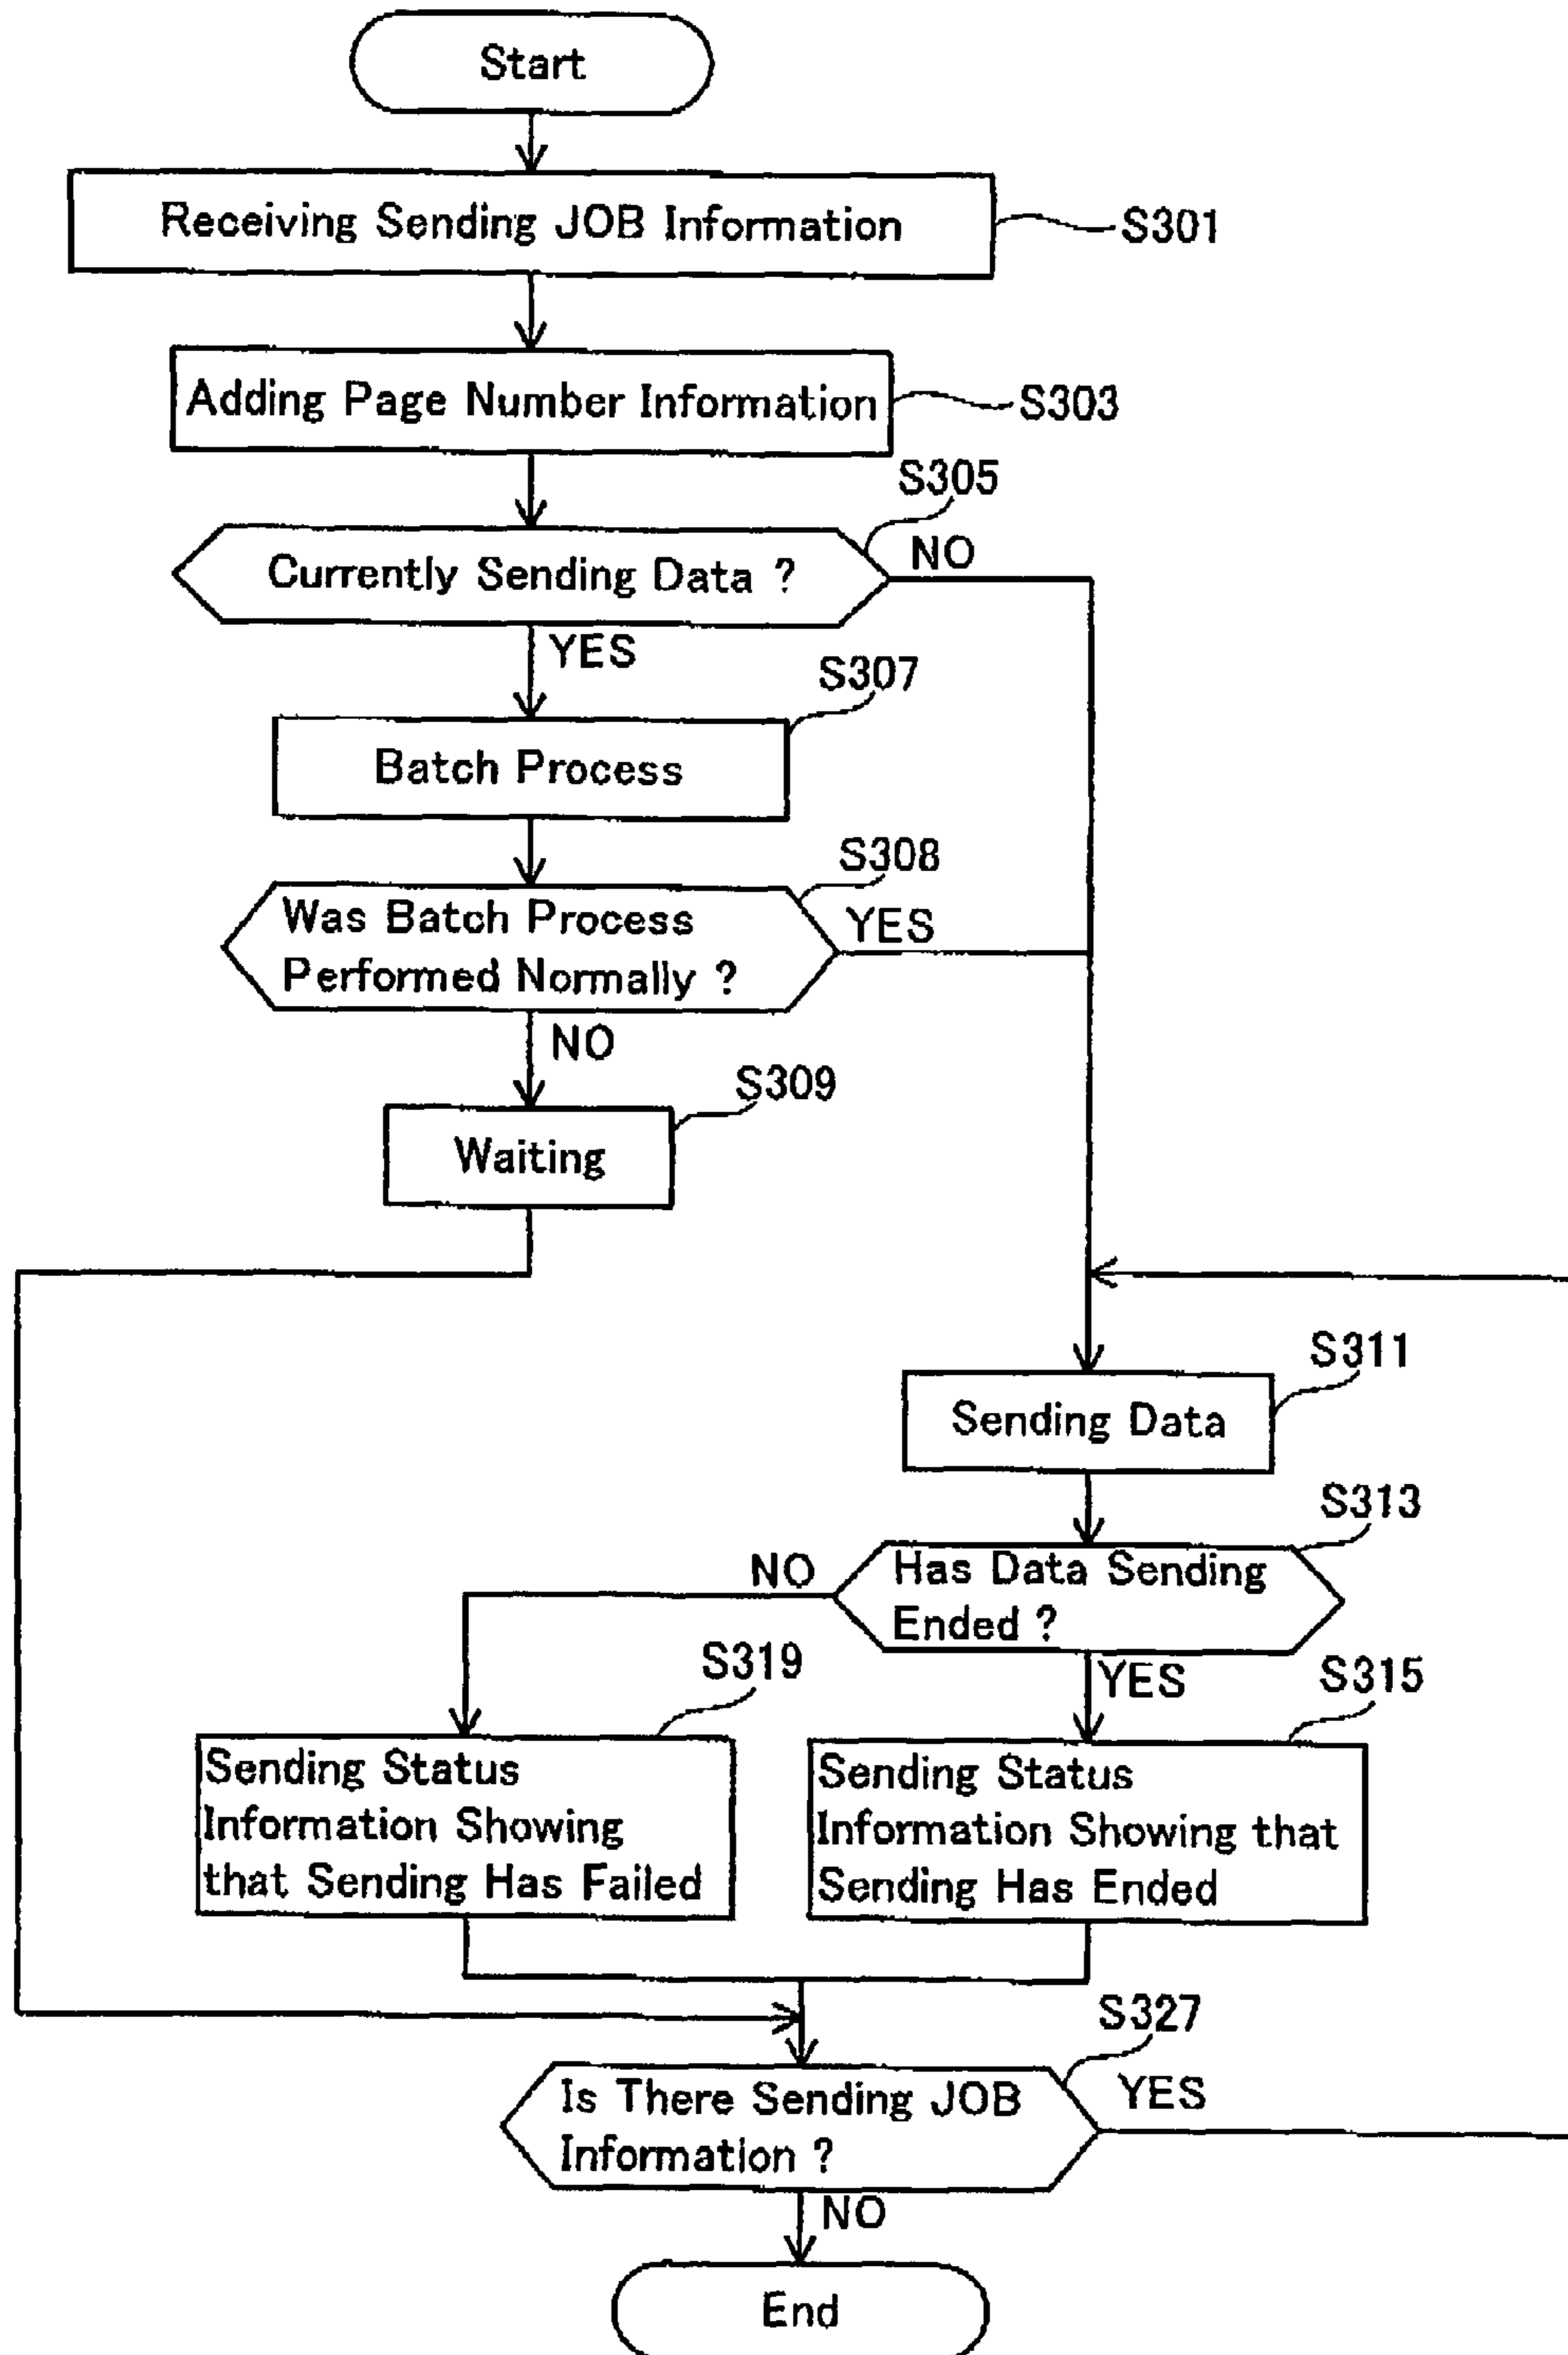 Start
Receiving Sending JOB Information
S301
Adding Page Number Information
S303
S305
Currently Sending Data ?
NO
YES
S307
Batch Process
S308
Was Batch Process
Performed Normally ?
YES
NO
S309
Waiting
S311
Sending Data
S313
Has Data Sending
Ended ?
NO
YES
S319
S315
Sending Status
Information Showing
that Sending Has Failed
Sending Status
Information Showing that
Sending Has Ended
S327
Is There Sending JOB
Information ?
YES
NO
End